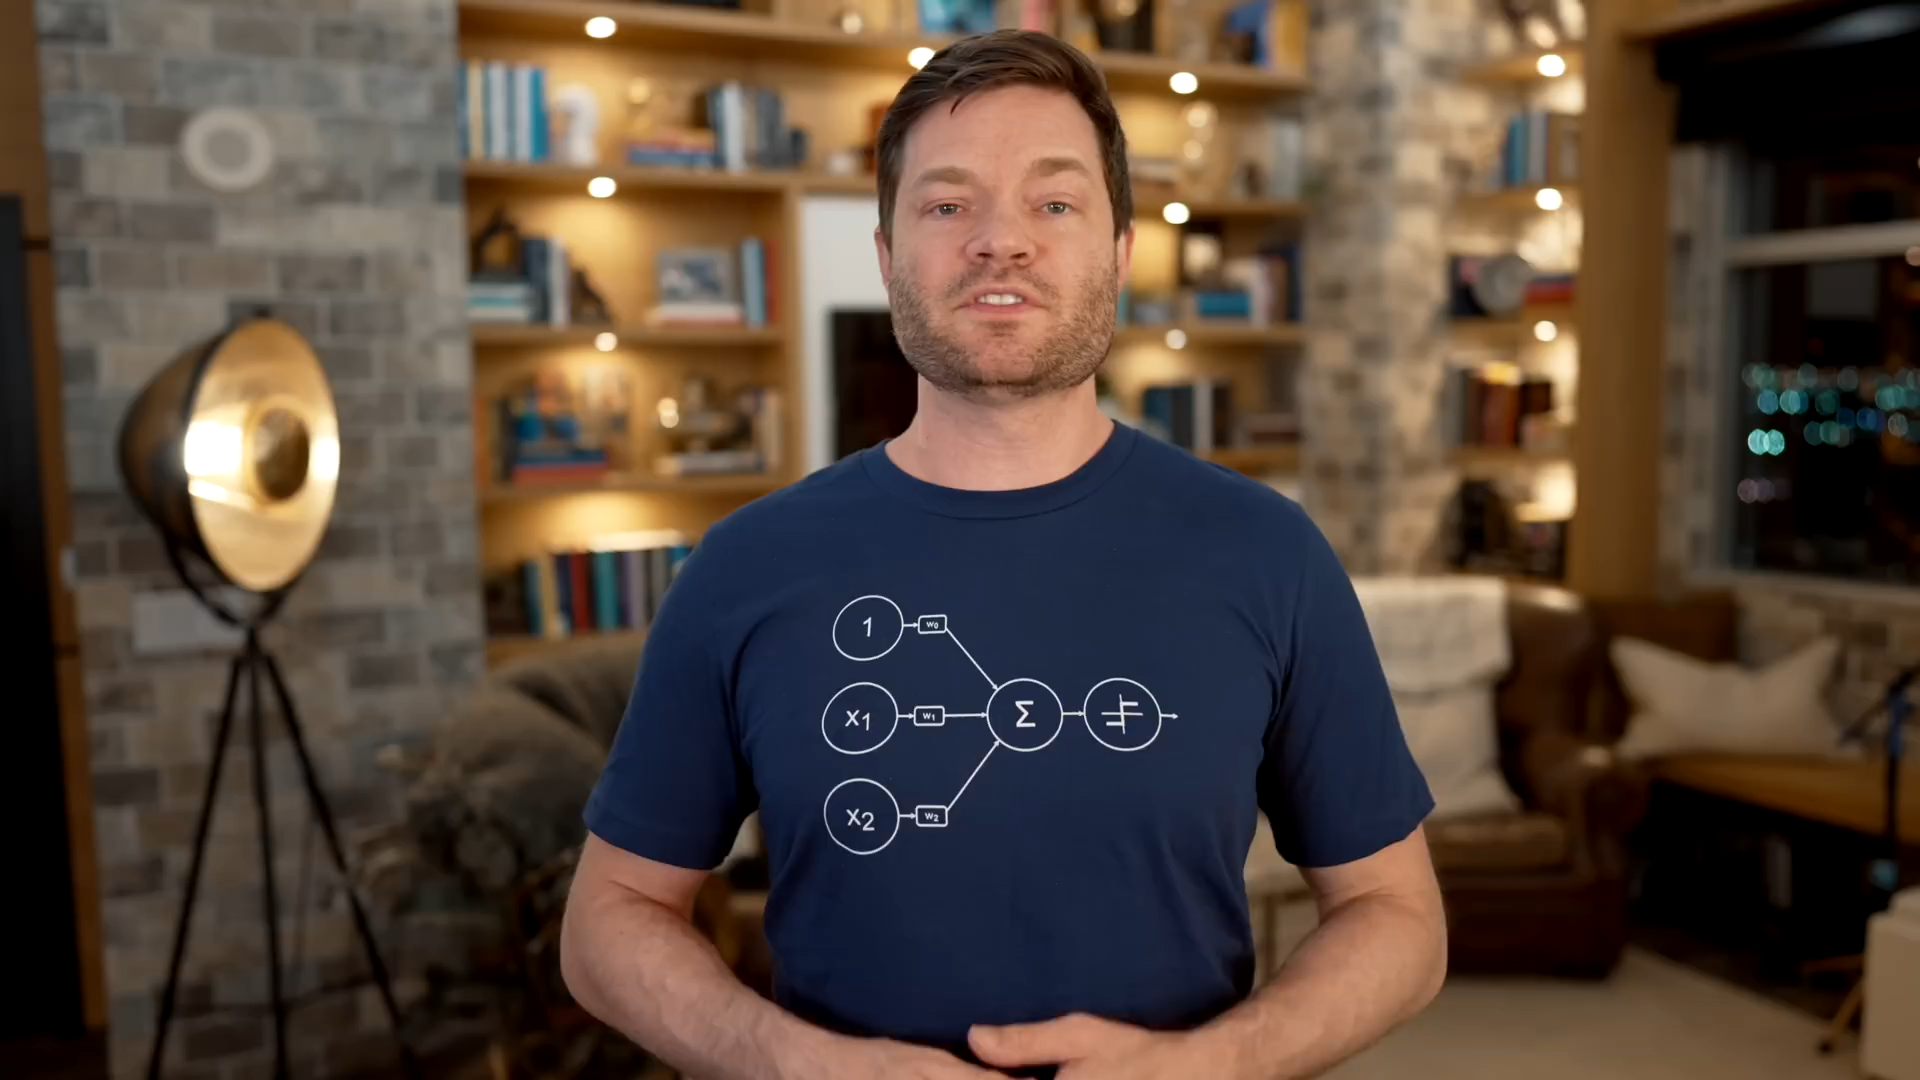 1 w₀
x₁ w₁ Σ
x₂ w₂